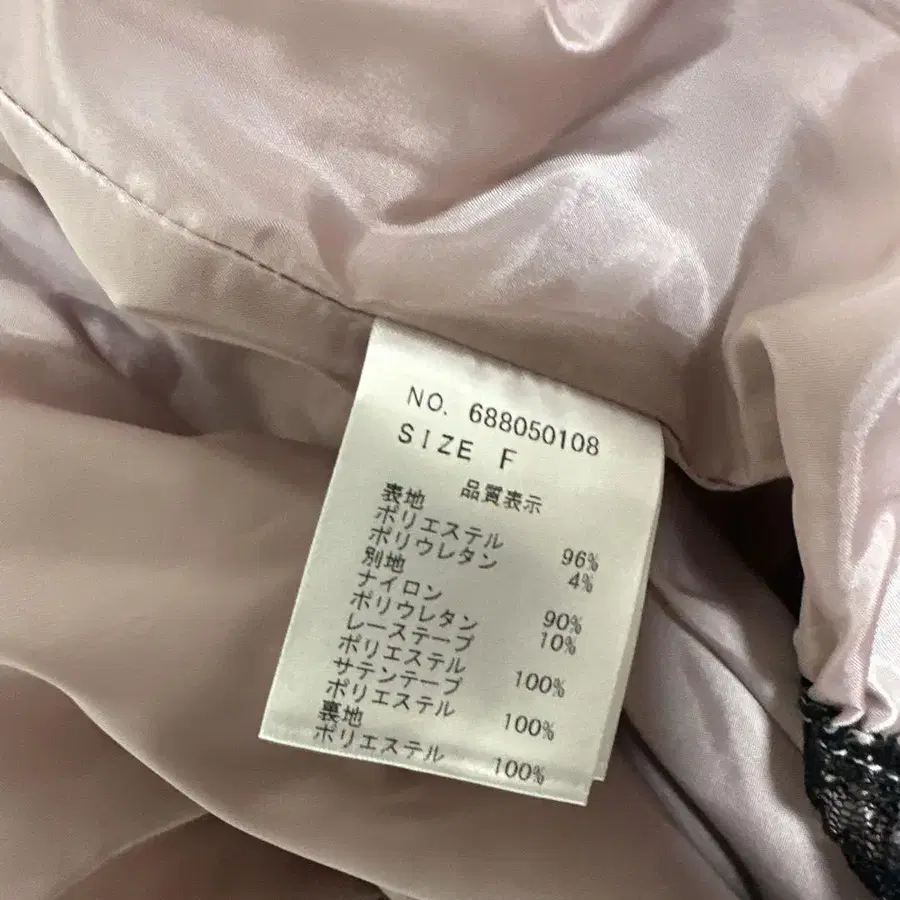 NO. 688050108
SIZE F
品質表示
表地
ポリエステル 96%
ポリウレタン 4%
別地
ナイロン 90%
ポリウレタン 10%
レーステープ
ポリエステル 100%
サテンテープ
ポリエステル 100%
裏地
ポリエステル 100%